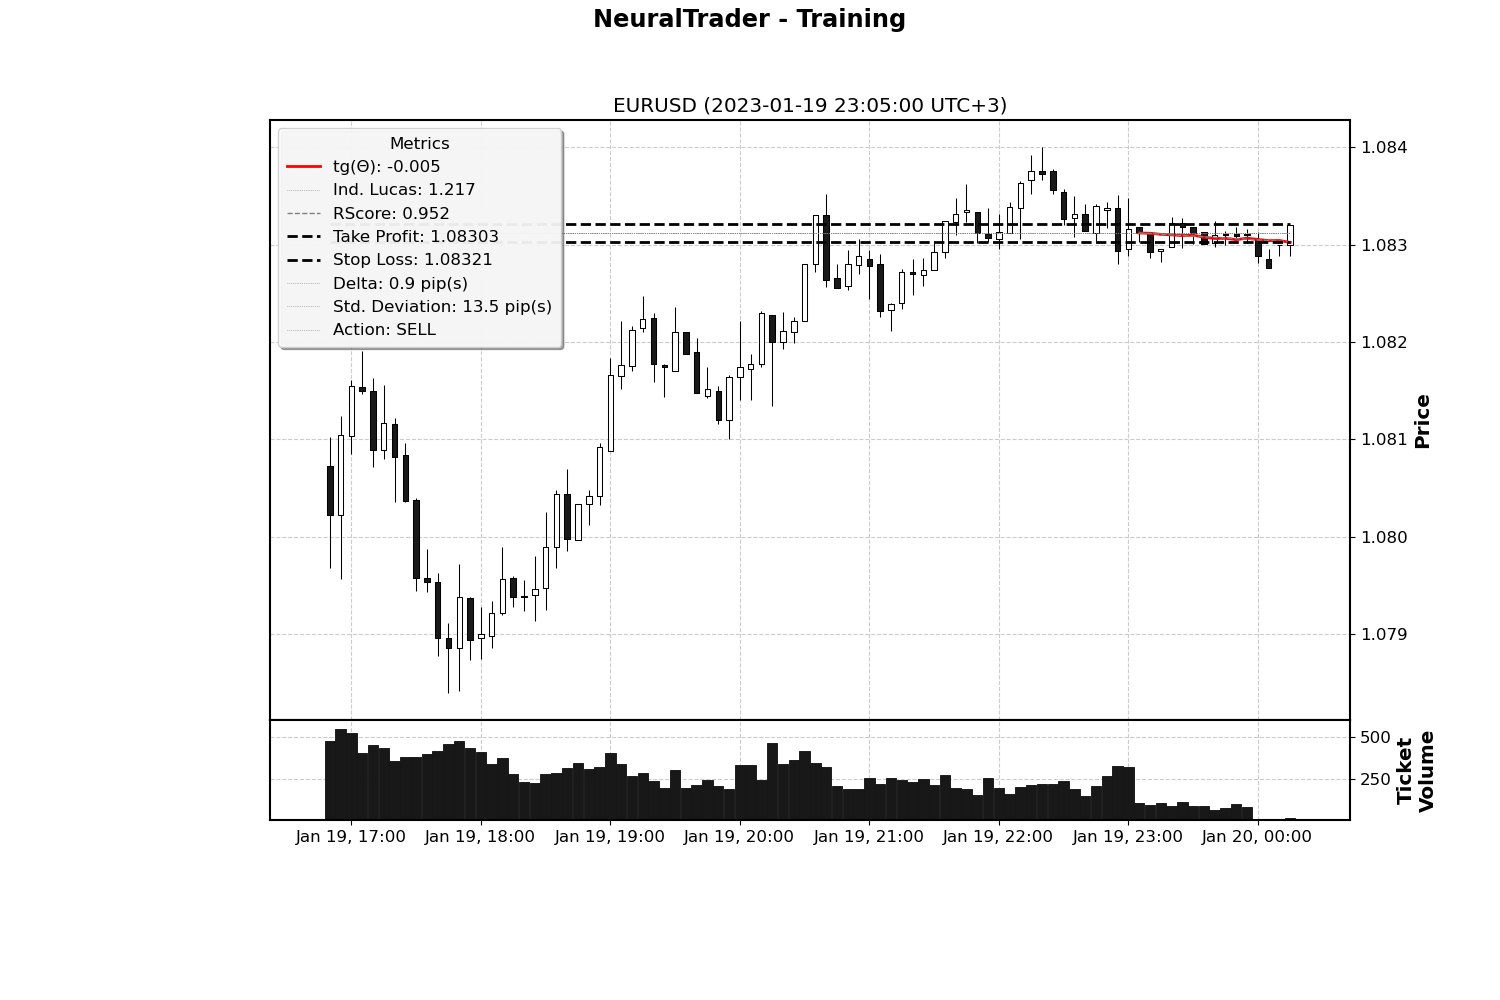 NeuralTrader - Training
EURUSD (2023-01-19 23:05:00 UTC+3)
Metrics
tg(Θ): -0.005
Ind. Lucas: 1.217
RScore: 0.952
Take Profit: 1.08303
Stop Loss: 1.08321
Delta: 0.9 pip(s)
Std. Deviation: 13.5 pip(s)
Action: SELL
1.084
1.083
1.082
1.081
1.080
1.079
Price
500
250
Ticket
Volume
Jan 19, 17:00
Jan 19, 18:00
Jan 19, 19:00
Jan 19, 20:00
Jan 19, 21:00
Jan 19, 22:00
Jan 19, 23:00
Jan 20, 00:00